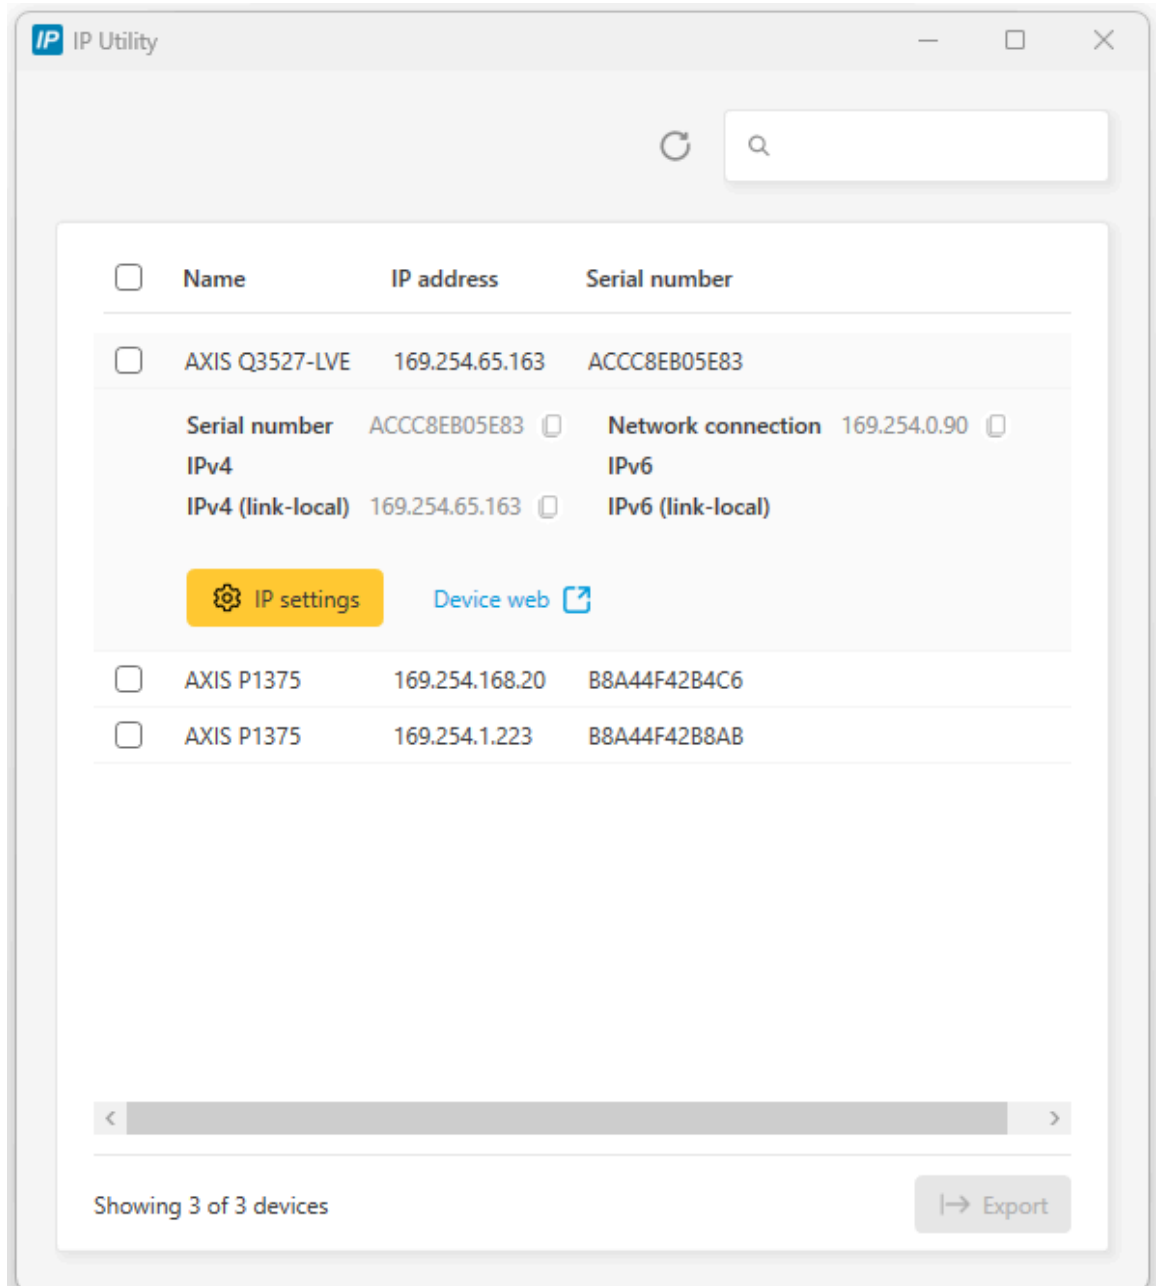 IP IP Utility
Name IP address Serial number
AXIS Q3527-LVE 169.254.65.163 ACCC8EB05E83
Serial number ACCC8EB05E83 Network connection 169.254.0.90
IPv4 IPv6
IPv4 (link-local) 169.254.65.163 IPv6 (link-local)
IP settings Device web
AXIS P1375 169.254.168.20 B8A44F42B4C6
AXIS P1375 169.254.1.223 B8A44F42B8AB
Showing 3 of 3 devices Export